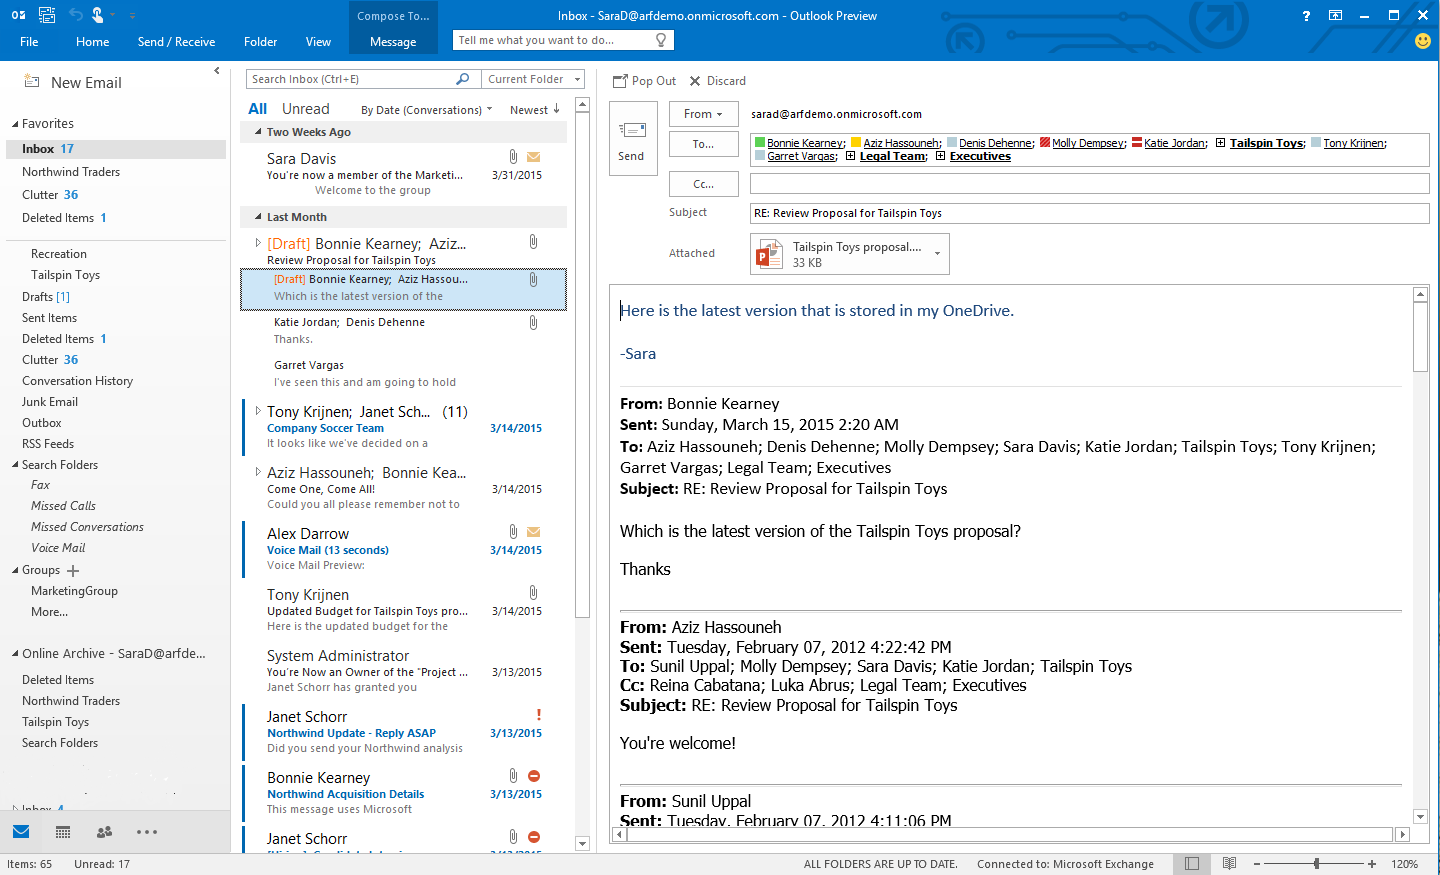 Compose To...
Inbox - SaraD@arfdemo.onmicrosoft.com - Outlook Preview
?
File
Home
Send / Receive
Folder
View
Message
Tell me what you want to do...
New Email
Favorites
Inbox 17
Northwind Traders
Clutter 36
Deleted Items 1
Recreation
Tailspin Toys
Drafts [1]
Sent Items
Deleted Items 1
Clutter 36
Conversation History
Junk Email
Outbox
RSS Feeds
Search Folders
Fax
Missed Calls
Missed Conversations
Voice Mail
Groups
MarketingGroup
More...
Online Archive - SaraD@arfde...
Deleted Items
Northwind Traders
Tailspin Toys
Search Folders
Inbox 4
Search Inbox (Ctrl+E)
Current Folder
All
Unread
By Date (Conversations)
Newest
Two Weeks Ago
Sara Davis
You're now a member of the Marketi...
3/31/2015
Welcome to the group
Last Month
[Draft] Bonnie Kearney; Aziz...
Review Proposal for Tailspin Toys
[Draft] Bonnie Kearney; Aziz Hassou...
Which is the latest version of the
Katie Jordan; Denis Dehenne
Thanks.
Garret Vargas
I've seen this and am going to hold
Tony Krijnen; Janet Sch... (11)
Company Soccer Team
3/14/2015
It looks like we've decided on a
Aziz Hassouneh; Bonnie Kea...
Come One, Come All!
3/14/2015
Could you all please remember not to
Alex Darrow
Voice Mail (13 seconds)
3/14/2015
Voice Mail Preview:
Tony Krijnen
Updated Budget for Tailspin Toys pro...
3/14/2015
Here is the updated budget for the
System Administrator
You're Now an Owner of the "Project ...
3/13/2015
Janet Schorr has granted you
Janet Schorr
Northwind Update - Reply ASAP
3/13/2015
Did you send your Northwind analysis
Bonnie Kearney
Northwind Acquisition Details
3/13/2015
This message uses Microsoft
Janet Schorr
Pop Out
Discard
Send
From
sarad@arfdemo.onmicrosoft.com
To...
Bonnie Kearney; Aziz Hassouneh; Denis Dehenne; Molly Dempsey; Katie Jordan; Tailspin Toys; Tony Krijnen;
Garret Vargas; Legal Team; Executives
Cc...
Subject
RE: Review Proposal for Tailspin Toys
Attached
Tailspin Toys proposal....
33 KB
Here is the latest version that is stored in my OneDrive.
-Sara
From: Bonnie Kearney
Sent: Sunday, March 15, 2015 2:20 AM
To: Aziz Hassouneh; Denis Dehenne; Molly Dempsey; Sara Davis; Katie Jordan; Tailspin Toys; Tony Krijnen;
Garret Vargas; Legal Team; Executives
Subject: RE: Review Proposal for Tailspin Toys
Which is the latest version of the Tailspin Toys proposal?
Thanks
From: Aziz Hassouneh
Sent: Tuesday, February 07, 2012 4:22:42 PM
To: Sunil Uppal; Molly Dempsey; Sara Davis; Katie Jordan; Tailspin Toys
Cc: Reina Cabatana; Luka Abrus; Legal Team; Executives
Subject: RE: Review Proposal for Tailspin Toys
You're welcome!
From: Sunil Uppal
Sent: Tuesday, February 07, 2012 4:11:06 PM
Items: 65
Unread: 17
ALL FOLDERS ARE UP TO DATE.
Connected to: Microsoft Exchange
120%